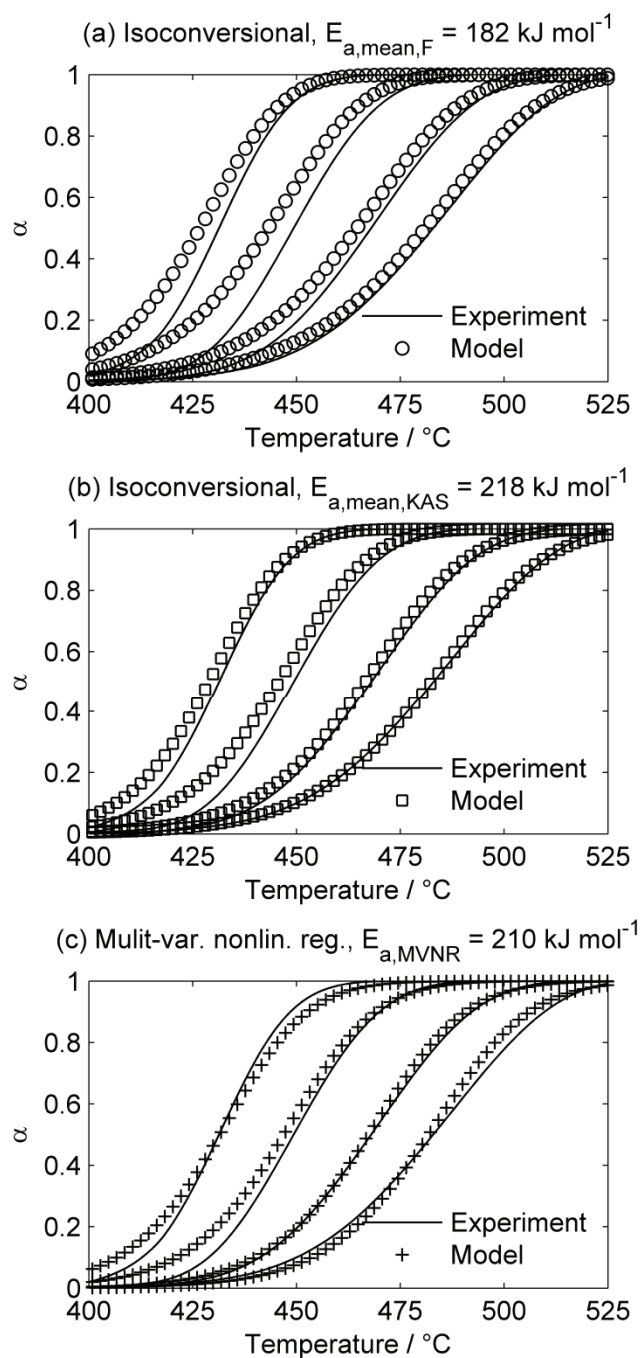 (a) Isoconversional, E_a,mean,F = 182 kJ mol⁻¹
1
0.8
0.6
α
0.4
0.2
0
Experiment
Model
400 425 450 475 500 525
Temperature / °C
(b) Isoconversional, E_a,mean,KAS = 218 kJ mol⁻¹
1
0.8
0.6
α
0.4
0.2
0
Experiment
Model
400 425 450 475 500 525
Temperature / °C
(c) Mulit-var. nonlin. reg., E_a,MVNR = 210 kJ mol⁻¹
1
0.8
0.6
α
0.4
0.2
0
Experiment
Model
400 425 450 475 500 525
Temperature / °C